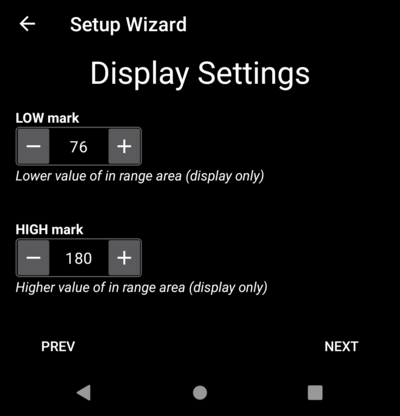 Setup Wizard
Display Settings
LOW mark
− 76 +
Lower value of in range area (display only)
HIGH mark
− 180 +
Higher value of in range area (display only)
PREV NEXT